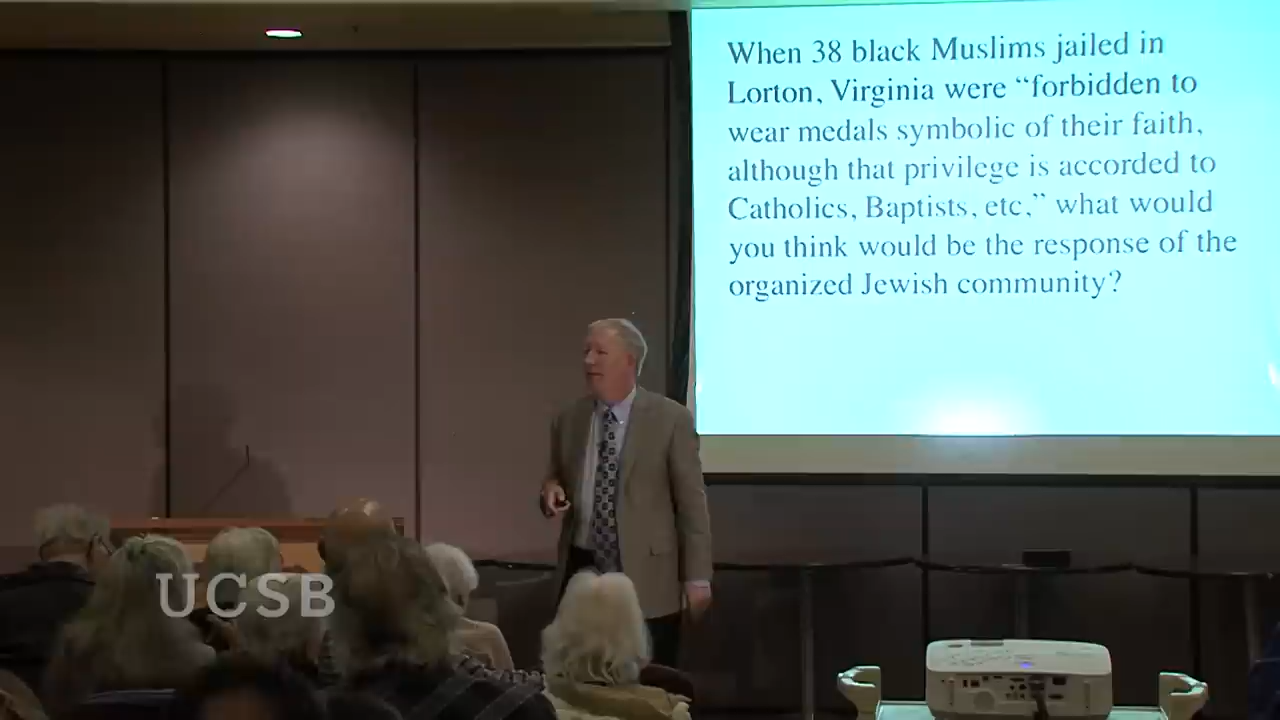 When 38 black Muslims jailed in
Lorton, Virginia were “forbidden to
wear medals symbolic of their faith,
although that privilege is accorded to
Catholics, Baptists, etc,” what would
you think would be the response of the
organized Jewish community?
UCSB